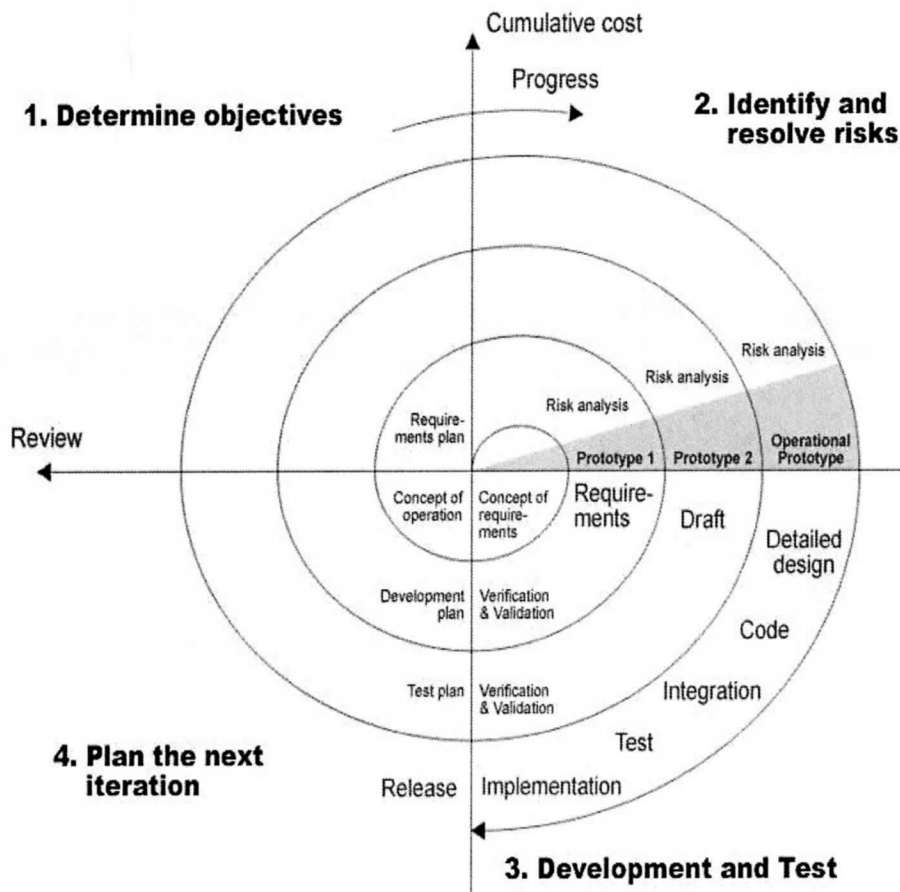 Cumulative cost
Progress
1. Determine objectives
2. Identify and
resolve risks
Risk analysis
Risk analysis
Risk analysis
Require-
ments plan
Review
Prototype 1
Prototype 2
Operational
Prototype
Concept of
operation
Concept of
require-
ments
Require-
ments
Draft
Detailed
design
Development
plan
Verification
& Validation
Code
Test plan
Verification
& Validation
Integration
Test
4. Plan the next
iteration
Release
Implementation
3. Development and Test